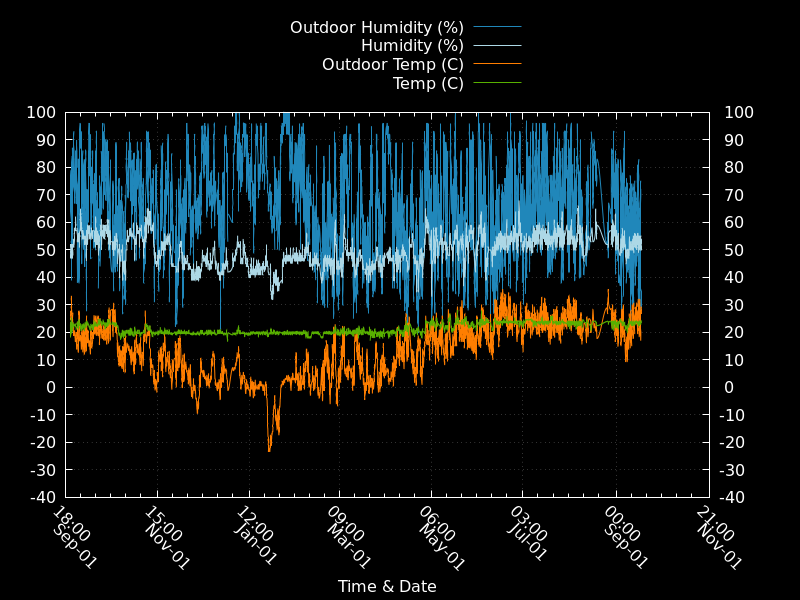 Outdoor Humidity (%)
Humidity (%)
Outdoor Temp (C)
Temp (C)
100 100
90 90
80 80
70 70
60 60
50 50
40 40
30 30
20 20
10 10
0 0
-10 -10
-20 -20
-30 -30
-40 -40
18:00 15:00 12:00 09:00 06:00 03:00 00:00 21:00
Sep-01 Nov-01 Jan-01 Mar-01 May-01 Jul-01 Sep-01 Nov-01
Time & Date